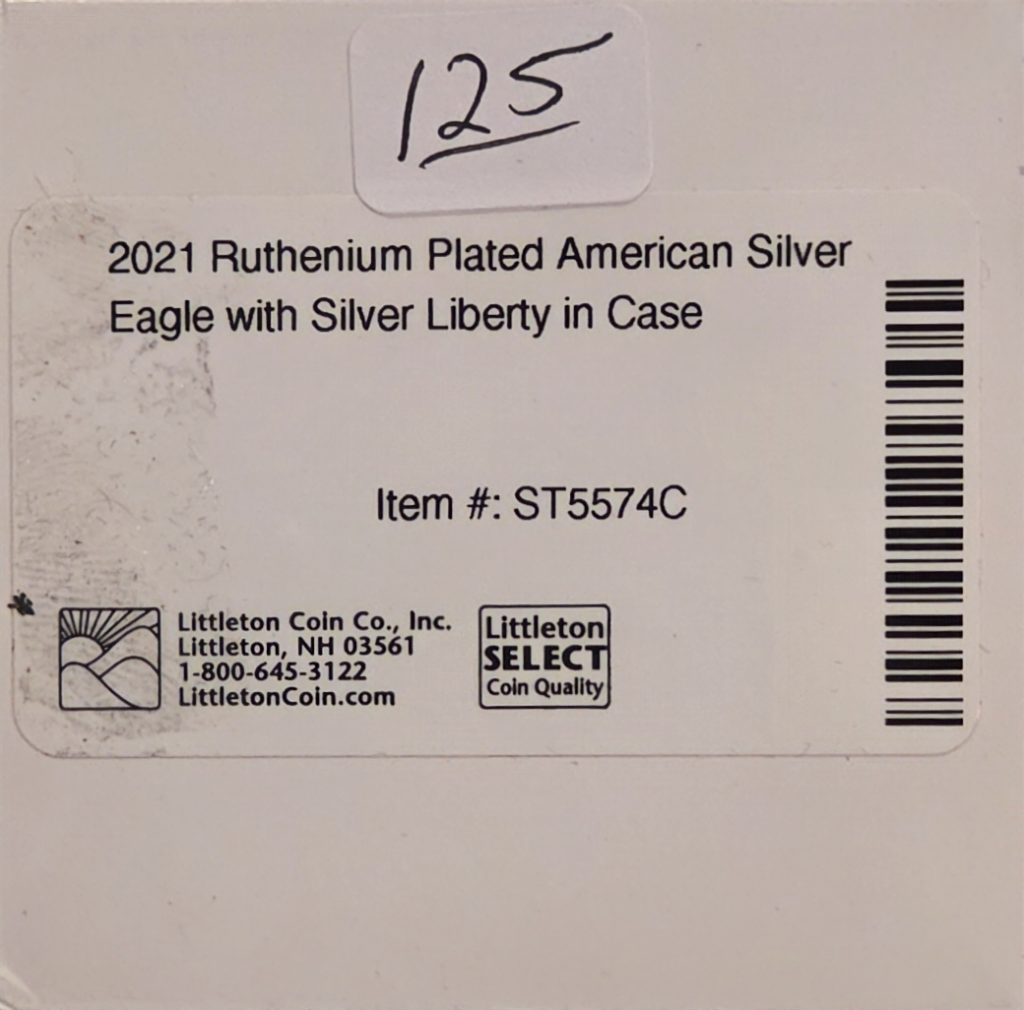 125
2021 Ruthenium Plated American Silver
Eagle with Silver Liberty in Case
Item #: ST5574C
Littleton Coin Co., Inc.
Littleton, NH 03561
1-800-645-3122
LittletonCoin.com
Littleton
SELECT
Coin Quality